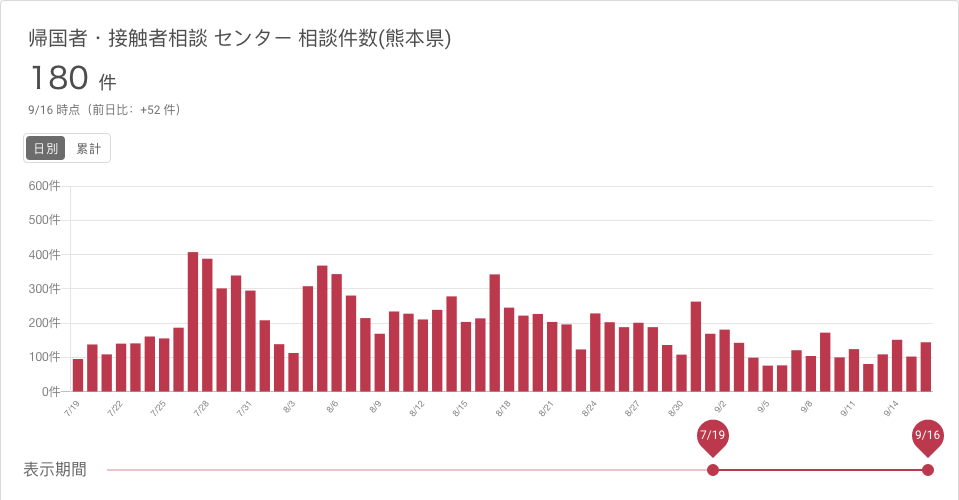 帰国者・接触者相談 センター 相談件数(熊本県)
180 件
9/16 時点（前日比：+52 件）
日別 累計
600件
500件
400件
300件
200件
100件
0件
7/19 7/22 7/25 7/28 7/31 8/3 8/6 8/9 8/12 8/15 8/18 8/21 8/24 8/27 8/30 9/2 9/5 9/8 9/11 9/14
7/19 9/16
表示期間